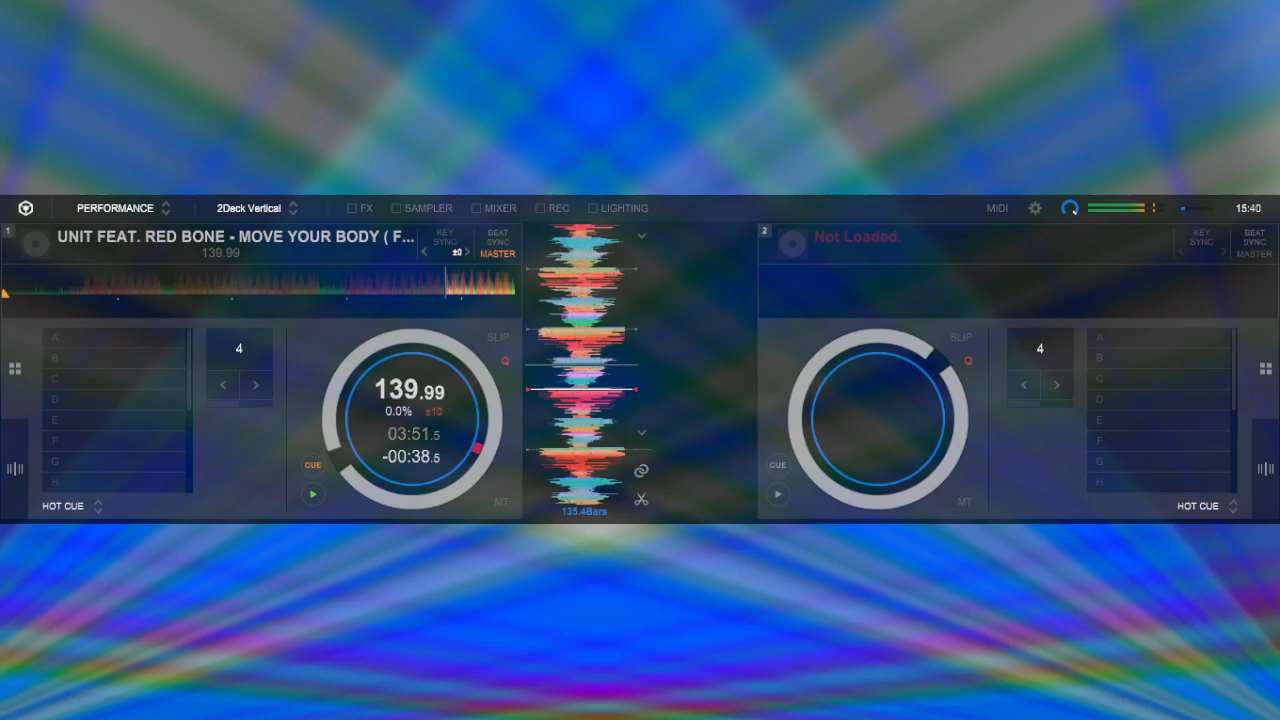 PERFORMANCE 2Deck Vertical FX SAMPLER MIXER REC LIGHTING MIDI 15:40
1 UNIT FEAT. RED BONE - MOVE YOUR BODY ( F... KEY SYNC BEAT SYNC
139.99 ±0 MASTER
2 Not Loaded. KEY SYNC BEAT SYNC
MASTER
A
B
C
D
E
F
G
H
HOT CUE
4
SLIP
Q
139.99
0.0% ±10
03:51.5
-00:38.5
CUE
MT
135.4Bars
SLIP
Q
CUE
MT
4
A
B
C
D
E
F
G
H
HOT CUE